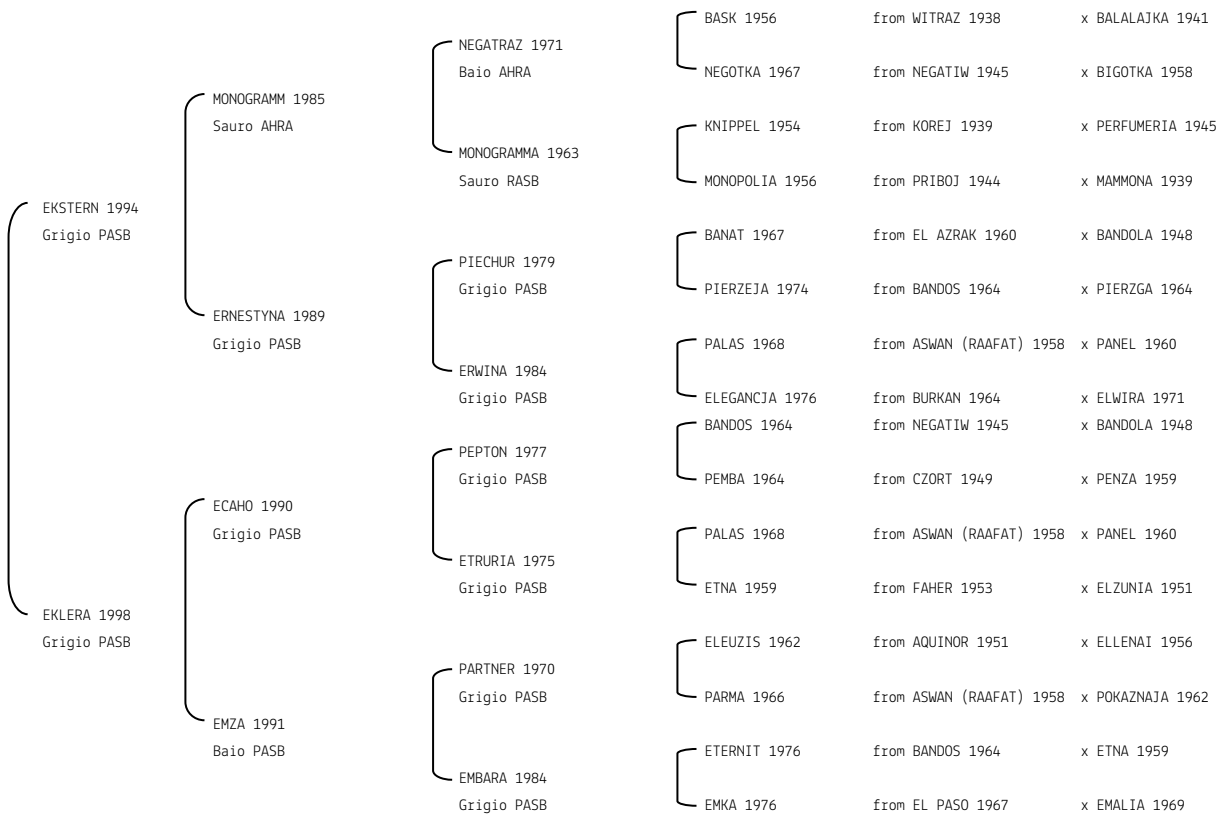 BASK 1956 from WITRAZ 1938 x BALALAJKA 1941
NEGATRAZ 1971
Baio AHRA
NEGOTKA 1967 from NEGATIW 1945 x BIGOTKA 1958
MONOGRAMM 1985
Sauro AHRA
KNIPPEL 1954 from KOREJ 1939 x PERFUMERIA 1945
MONOGRAMMA 1963
Sauro RASB
MONOPOLIA 1956 from PRIBOJ 1944 x MAMMONA 1939
EKSTERN 1994
Grigio PASB
BANAT 1967 from EL AZRAK 1960 x BANDOLA 1948
PIECHUR 1979
Grigio PASB
PIERZEJA 1974 from BANDOS 1964 x PIERZGA 1964
ERNESTYNA 1989
Grigio PASB
PALAS 1968 from ASWAN (RAAFAT) 1958 x PANEL 1960
ERWINA 1984
Grigio PASB
ELEGANCJA 1976 from BURKAN 1964 x ELWIRA 1971
BANDOS 1964 from NEGATIW 1945 x BANDOLA 1948
PEPTON 1977
Grigio PASB
PEMBA 1964 from CZORT 1949 x PENZA 1959
ECAHO 1990
Grigio PASB
PALAS 1968 from ASWAN (RAAFAT) 1958 x PANEL 1960
ETRURIA 1975
Grigio PASB
ETNA 1959 from FAHER 1953 x ELZUNIA 1951
EKLERA 1998
Grigio PASB
ELEUZIS 1962 from AQUINOR 1951 x ELLENAI 1956
PARTNER 1970
Grigio PASB
PARMA 1966 from ASWAN (RAAFAT) 1958 x POKAZNAJA 1962
EMZA 1991
Baio PASB
ETERNIT 1976 from BANDOS 1964 x ETNA 1959
EMBARA 1984
Grigio PASB
EMKA 1976 from EL PASO 1967 x EMALIA 1969